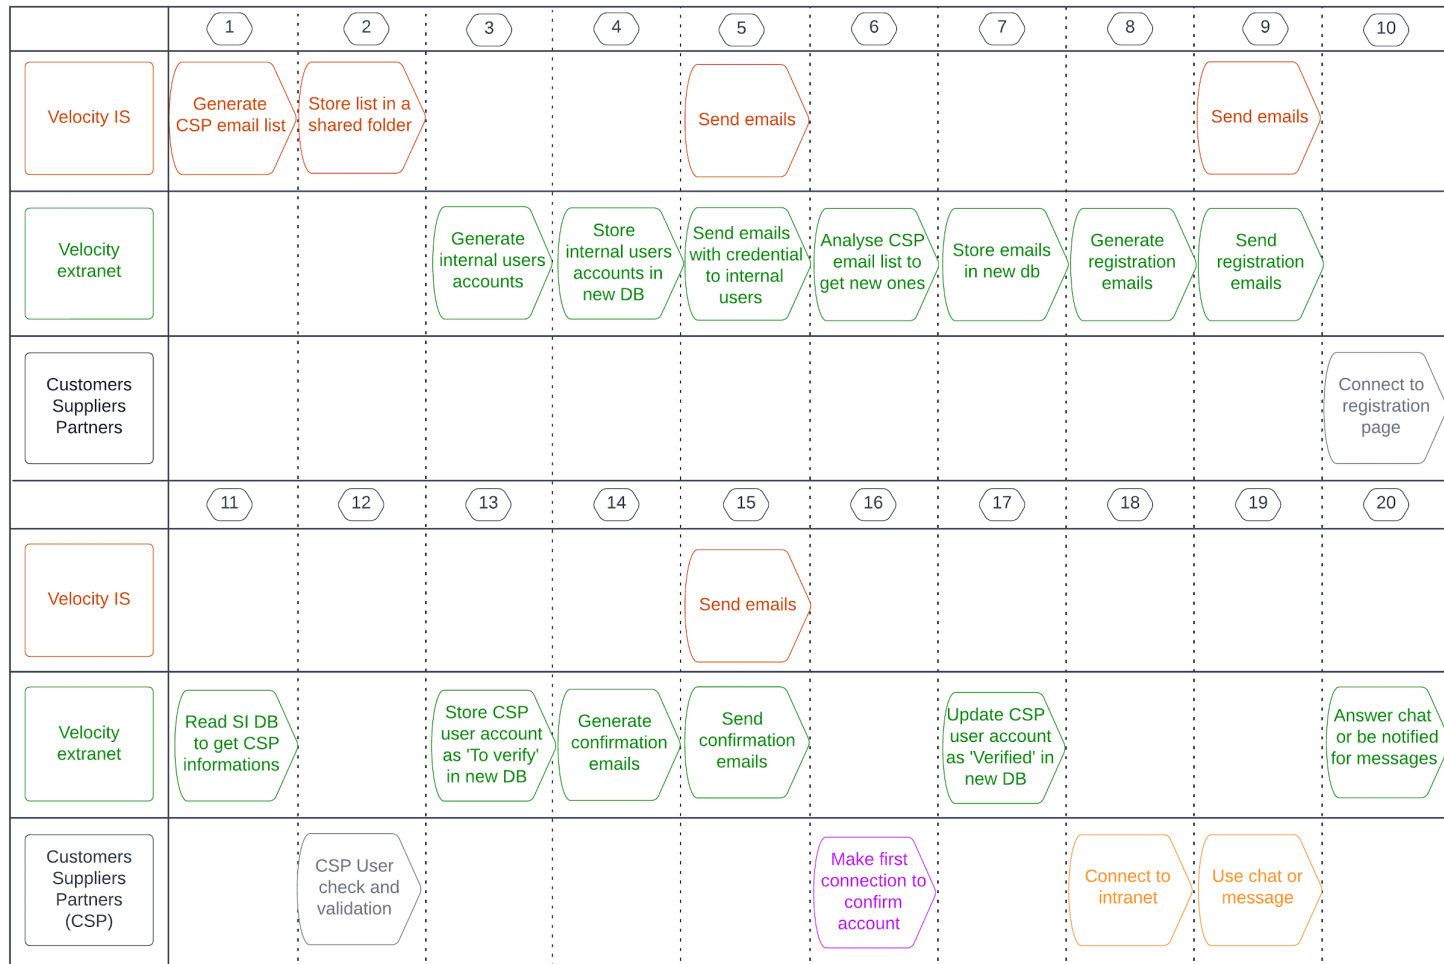 1
2
3
4
5
6
7
8
9
10
Velocity IS
Generate
CSP email list
Store list in a
shared folder
Send emails
Send emails
Velocity
extranet
Generate
internal users
accounts
Store
internal users
accounts in
new DB
Send emails
with credential
to internal
users
Analyse CSP
email list to
get new ones
Store emails
in new db
Generate
registration
emails
Send
registration
emails
Customers
Suppliers
Partners
Connect to
registration
page
11
12
13
14
15
16
17
18
19
20
Velocity IS
Send emails
Velocity
extranet
Read SI DB
to get CSP
informations
Store CSP
user account
as 'To verify'
in new DB
Generate
confirmation
emails
Send
confirmation
emails
Update CSP
user account
as 'Verified' in
new DB
Answer chat
or be notified
for messages
Customers
Suppliers
Partners
(CSP)
CSP User
check and
validation
Make first
connection to
confirm
account
Connect to
intranet
Use chat or
message